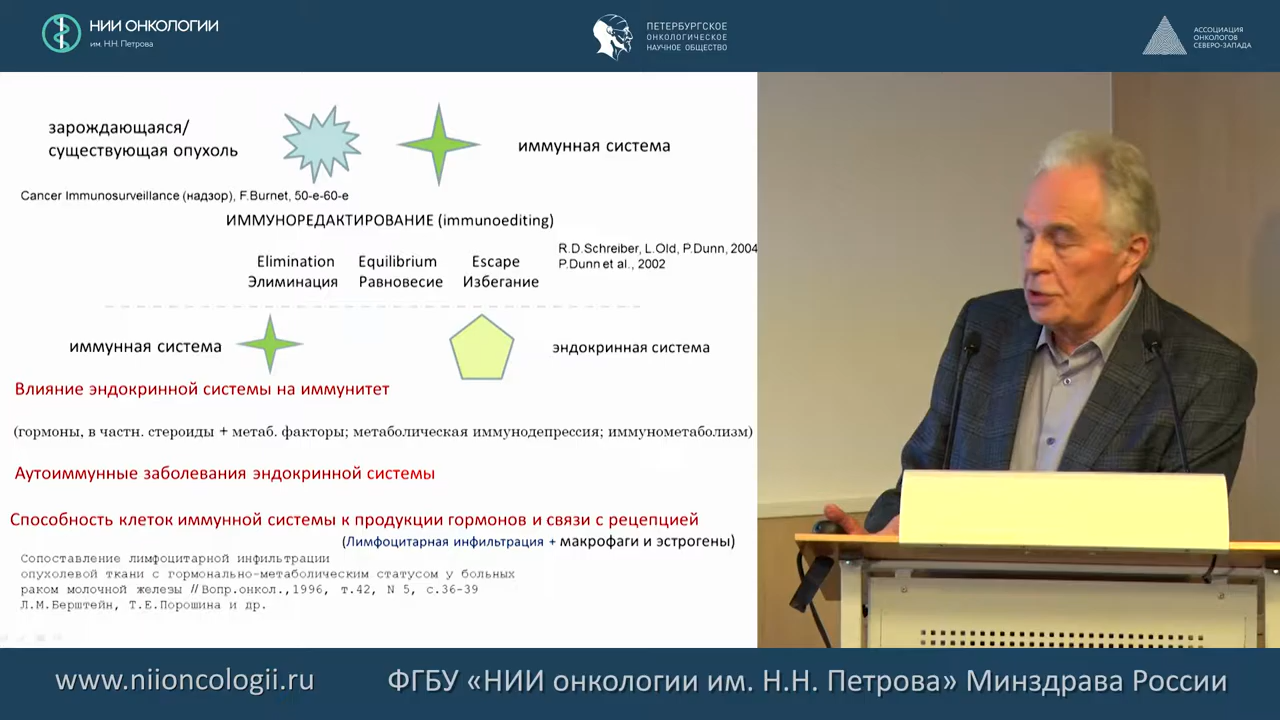 НИИ ОНКОЛОГИИ
им. Н.Н. Петрова
ПЕТЕРБУРГСКОЕ
ОНКОЛОГИЧЕСКОЕ
НАУЧНОЕ ОБЩЕСТВО
АССОЦИАЦИЯ
ОНКОЛОГОВ
СЕВЕРО-ЗАПАДА
зарождающаяся/
существующая опухоль
иммунная система
Cancer Immunosurveillance (надзор), F.Burnet, 50-е-60-е
ИММУНОРЕДАКТИРОВАНИЕ (immunoediting)
R.D.Schreiber, L.Old, P.Dunn, 2004
P.Dunn et al., 2002
Elimination Equilibrium Escape
Элиминация Равновесие Избегание
иммунная система
эндокринная система
Влияние эндокринной системы на иммунитет
(гормоны, в частн. стероиды + метаб. факторы; метаболическая иммунодепрессия; иммунометаболизм)
Аутоиммунные заболевания эндокринной системы
Способность клеток иммунной системы к продукции гормонов и связи с рецепцией
(Лимфоцитарная инфильтрация + макрофаги и эстрогены)
Сопоставление лимфоцитарной инфильтрации
опухолевой ткани с гормонально-метаболическим статусом у больных
раком молочной железы // Вопр.онкол.,1996, т.42, N 5, с.36-39
Л.М.Берштейн, Т.Е.Порошина и др.
www.niioncologii.ru
ФГБУ «НИИ онкологии им. Н.Н. Петрова» Минздрава России